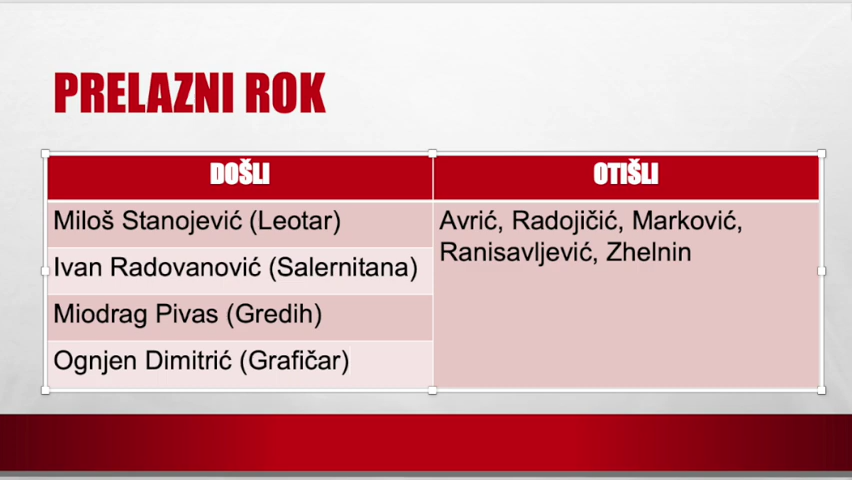 PRELAZNI ROK
DOŠLI
OTIŠLI
Miloš Stanojević (Leotar)
Ivan Radovanović (Salernitana)
Miodrag Pivas (Gredih)
Ognjen Dimitrić (Grafičar)
Avrić, Radojičić, Marković,
Ranisavljević, Zhelnin